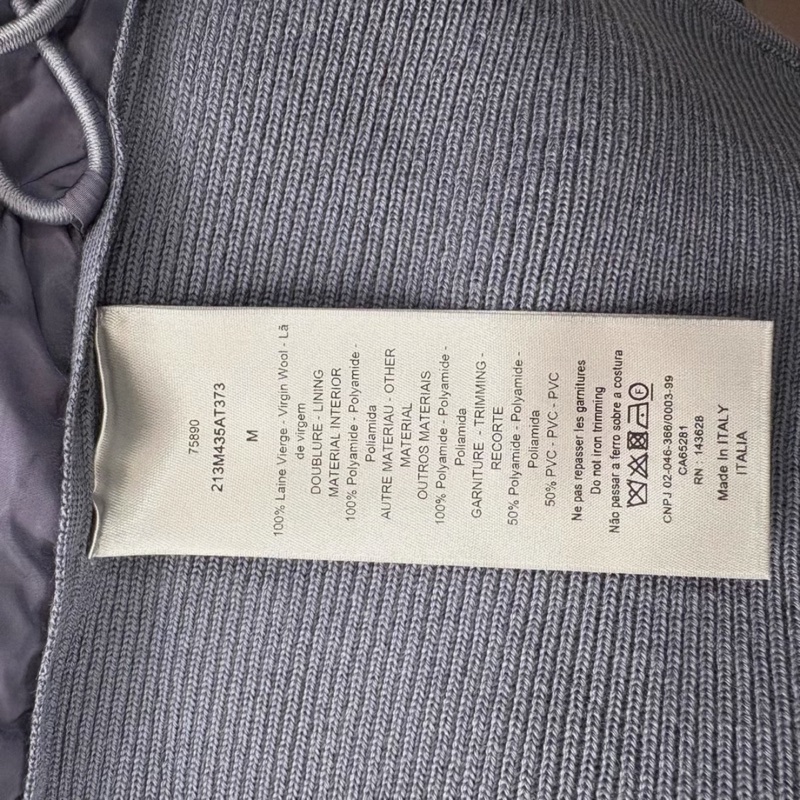 75890
213M435AT373
M
100% Laine Vierge - Virgin Wool - Lã
de virgem
DOUBLURE - LINING
MATERIAL INTERIOR
100% Polyamide - Polyamide -
Poliamida
AUTRE MATERIAU - OTHER
MATERIAL
OUTROS MATERIAIS
100% Polyamide - Polyamide -
Poliamida
GARNITURE - TRIMMING -
RECORTE
50% Polyamide - Polyamide -
Poliamida
50% PVC - PVC - PVC
Ne pas repasser les garnitures
Do not iron trimming
Não passar a ferro sobre a costura
F
CNPJ 02-046-368/0003-99
CA65281
RN : 143628
Made In ITALY
ITALIA